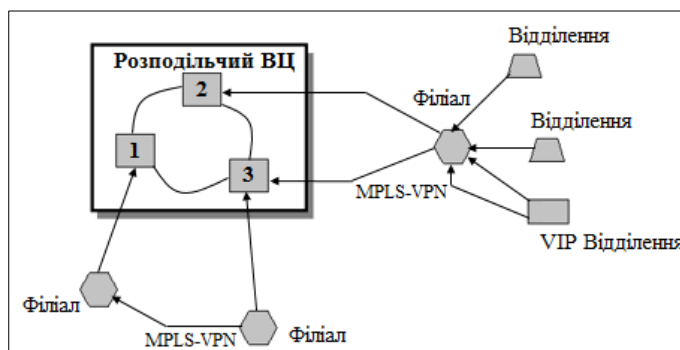 Відділення
Розподільчий ВЦ
Філіал
2
Відділення
1
3
MPLS-VPN
VIP Відділення
Філіал
MPLS-VPN
Філіал